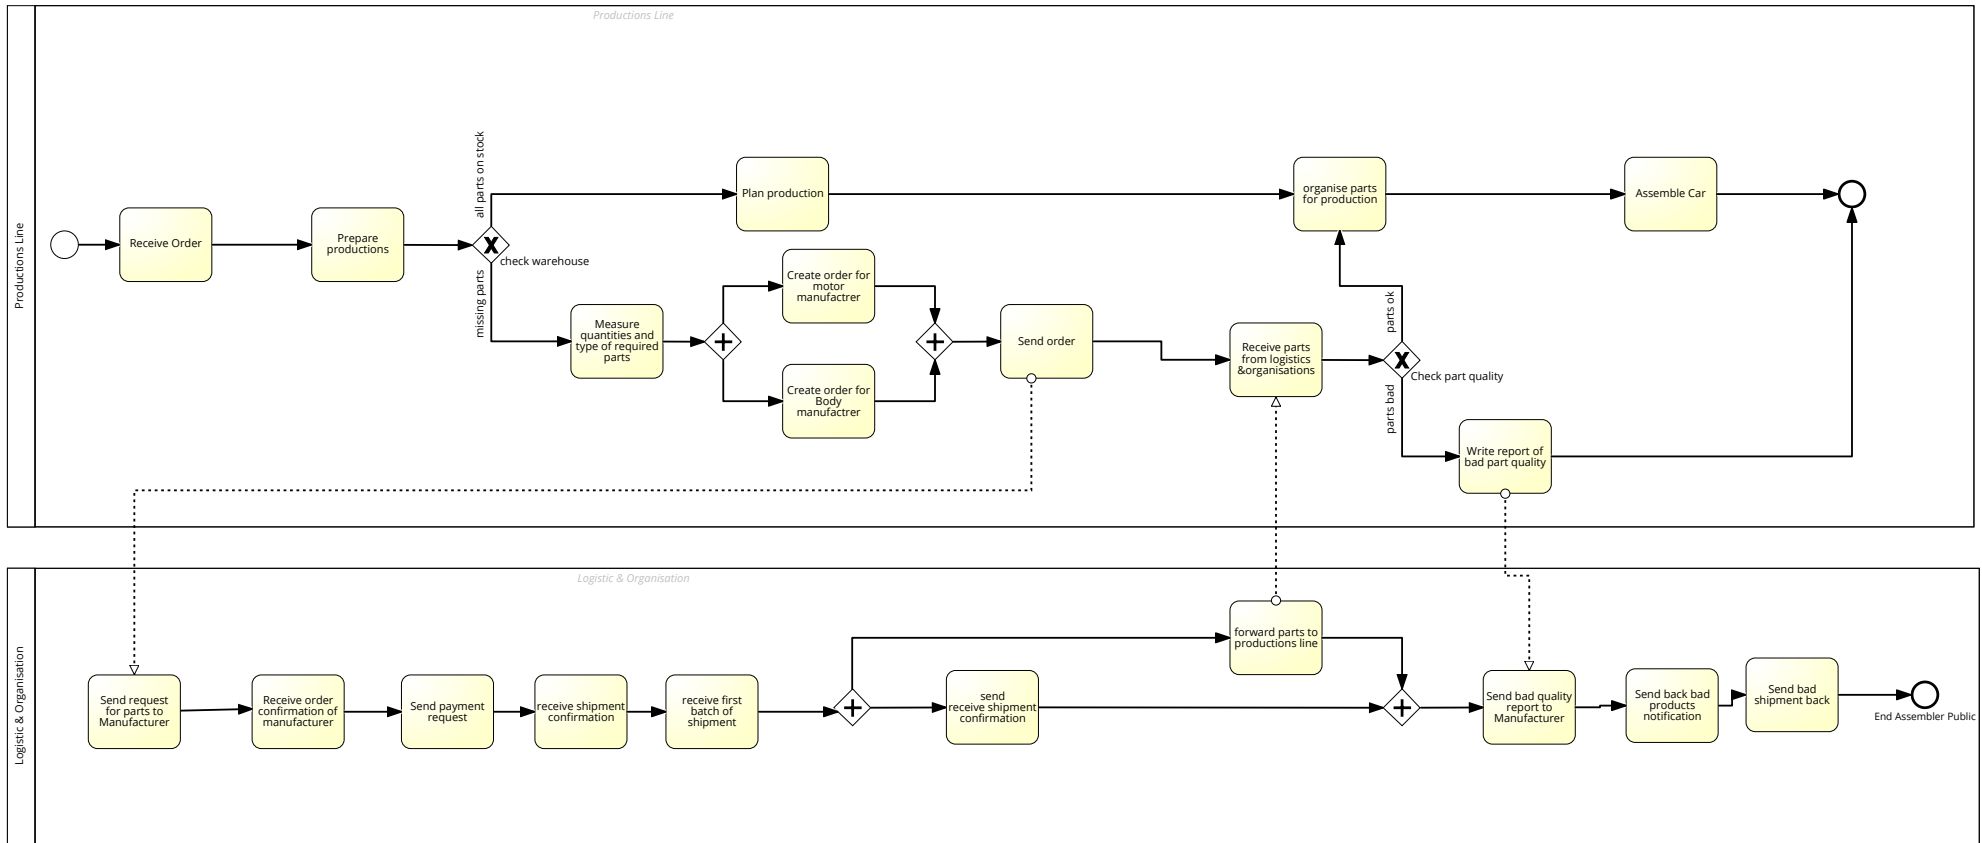 Productions Line
Productions Line
Receive Order
Prepare
productions
all parts on stock
missing parts
check warehouse
Plan production
Measure
quantities and
type of required
parts
Create order for
motor
manufactrer
Create order for
Body
manufactrer
Send order
Receive parts
from logistics
&organisations
organise parts
for production
parts ok
Check part quality
parts bad
Write report of
bad part quality
Assemble Car
Logistic & Organisation
Logistic & Organisation
Send request
for parts to
Manufacturer
Receive order
confirmation of
manufacturer
Send payment
request
receive shipment
confirmation
receive first
batch of
shipment
send
receive shipment
confirmation
forward parts to
productions line
Send bad quality
report to
Manufacturer
Send back bad
products
notification
Send bad
shipment back
End Assembler Public